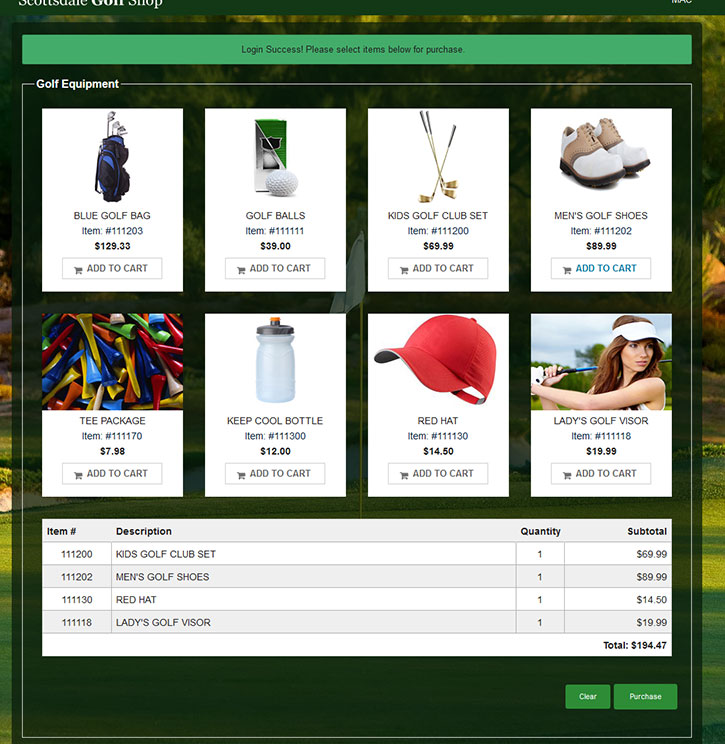 Scottsdale Golf Shop
MAC
Login Success! Please select items below for purchase.
Golf Equipment
BLUE GOLF BAG
Item: #111203
$129.33
ADD TO CART
GOLF BALLS
Item: #111111
$39.00
ADD TO CART
KIDS GOLF CLUB SET
Item: #111200
$69.99
ADD TO CART
MEN'S GOLF SHOES
Item: #111202
$89.99
ADD TO CART
TEE PACKAGE
Item: #111170
$7.98
ADD TO CART
KEEP COOL BOTTLE
Item: #111300
$12.00
ADD TO CART
RED HAT
Item: #111130
$14.50
ADD TO CART
LADY'S GOLF VISOR
Item: #111118
$19.99
ADD TO CART
Item # Description Quantity Subtotal
111200 KIDS GOLF CLUB SET 1 $69.99
111202 MEN'S GOLF SHOES 1 $89.99
111130 RED HAT 1 $14.50
111118 LADY'S GOLF VISOR 1 $19.99
Total: $194.47
Clear Purchase